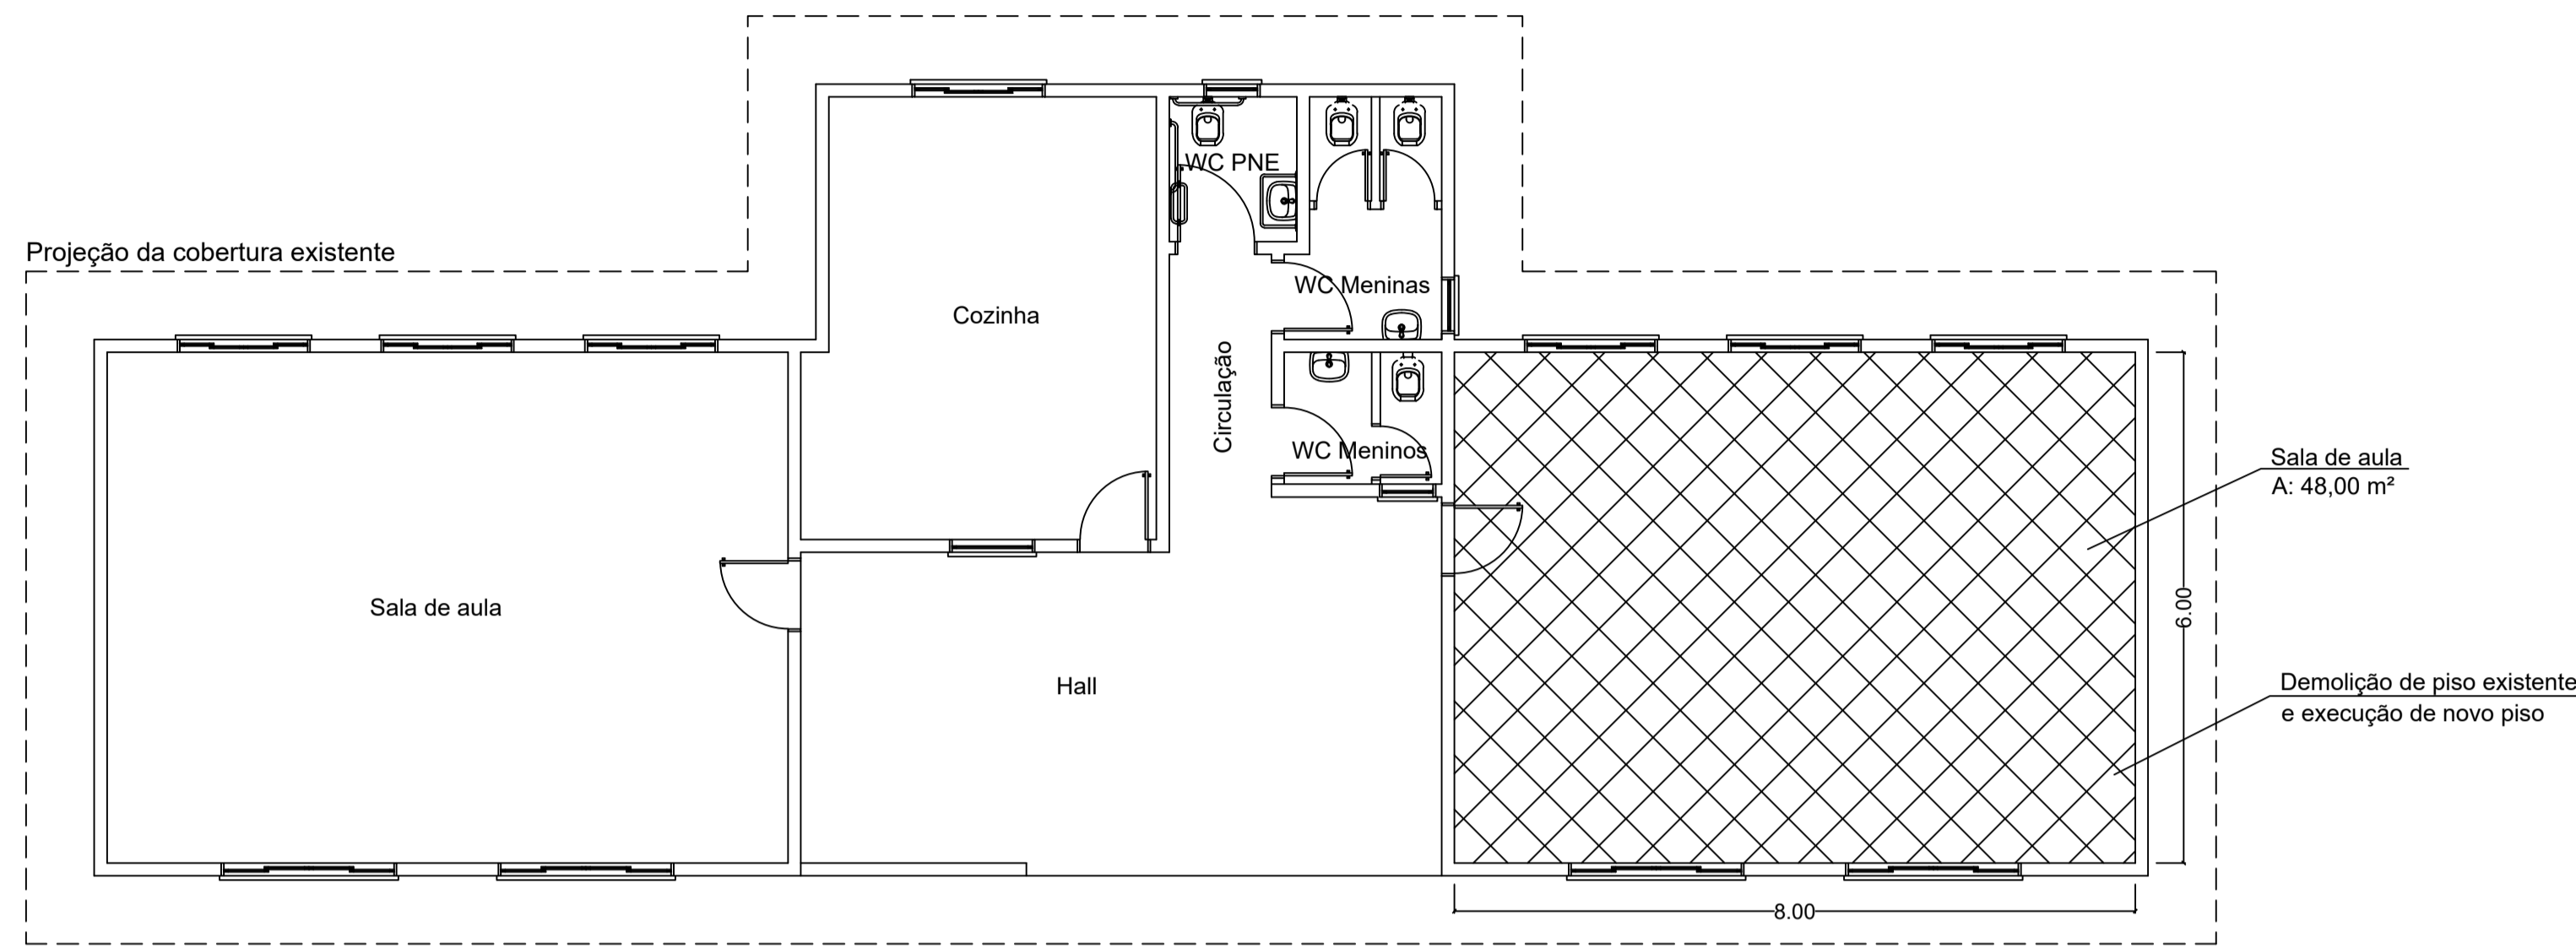 WC PNE
Projeção da cobertura existente
WC Meninas
Cozinha
Circulação
WC Meninos
Sala de aula
A: 48,00 m²
Sala de aula
6.00
Hall
Demolição de piso existente
e execução de novo piso
8.00